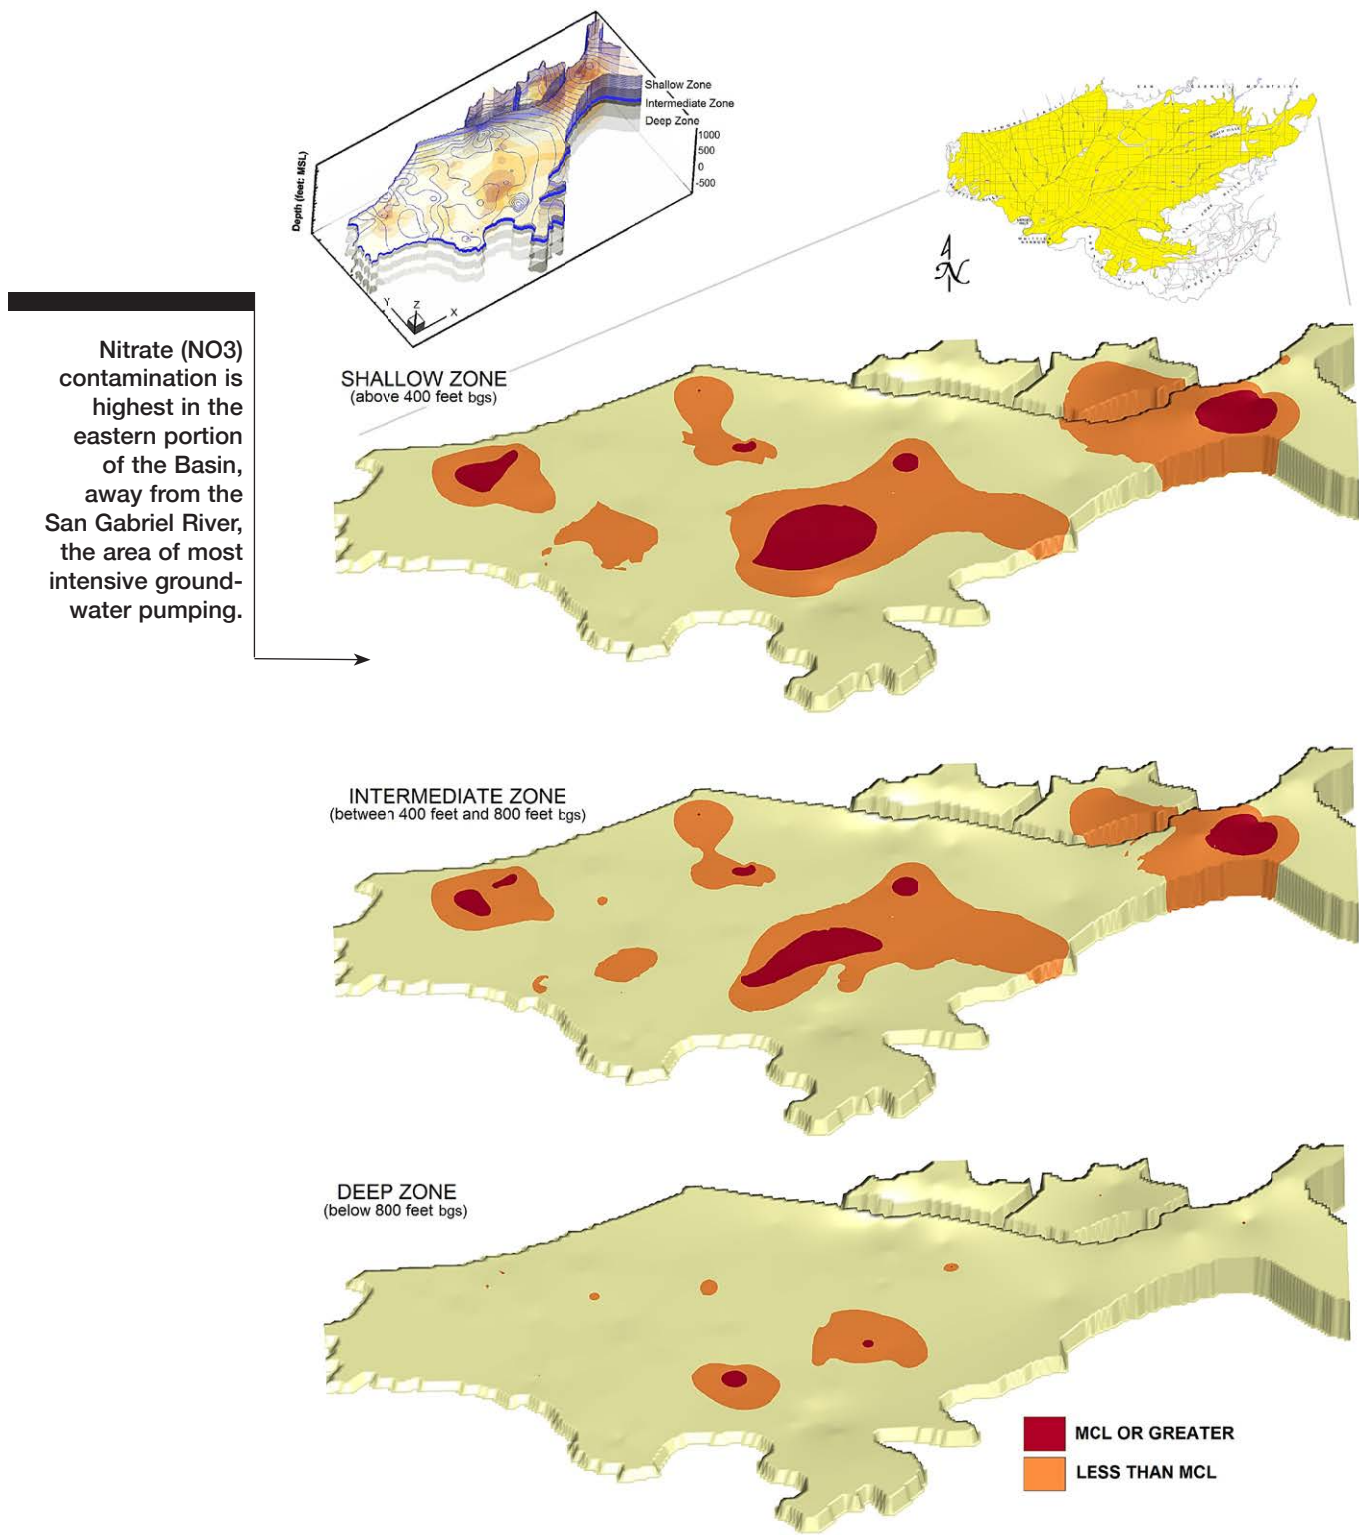 Shallow Zone
Intermediate Zone
Deep Zone
1000
500
0
-500
Depth (feet: MSL)
Y
Z
X
N
Nitrate (NO3)
contamination is
highest in the
eastern portion
of the Basin,
away from the
San Gabriel River,
the area of most
intensive ground-
water pumping.
SHALLOW ZONE
(above 400 feet bgs)
INTERMEDIATE ZONE
(between 400 feet and 800 feet bgs)
DEEP ZONE
(below 800 feet bgs)
MCL OR GREATER
LESS THAN MCL